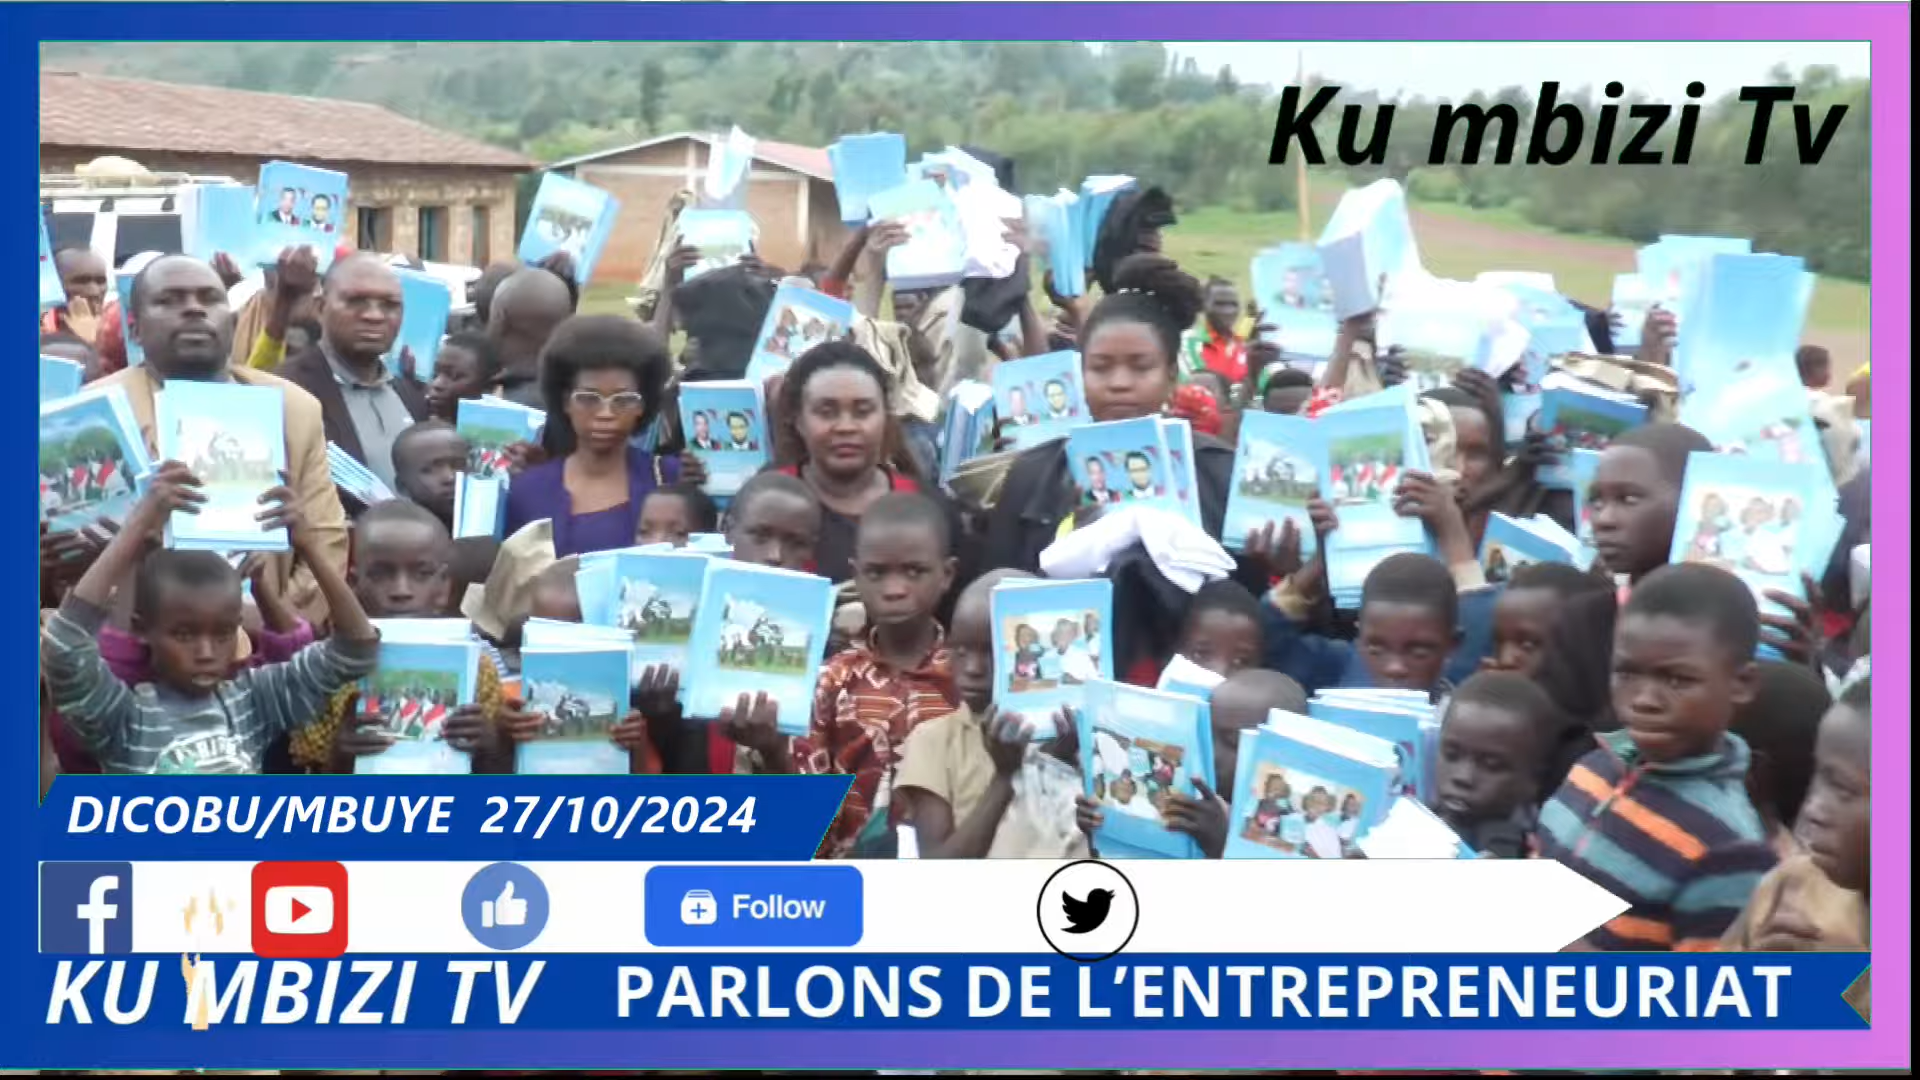 Ku mbizi Tv
DICOBU/MBUYE 27/10/2024
Follow
KU MBIZI TV PARLONS DE L'ENTREPRENEURIAT